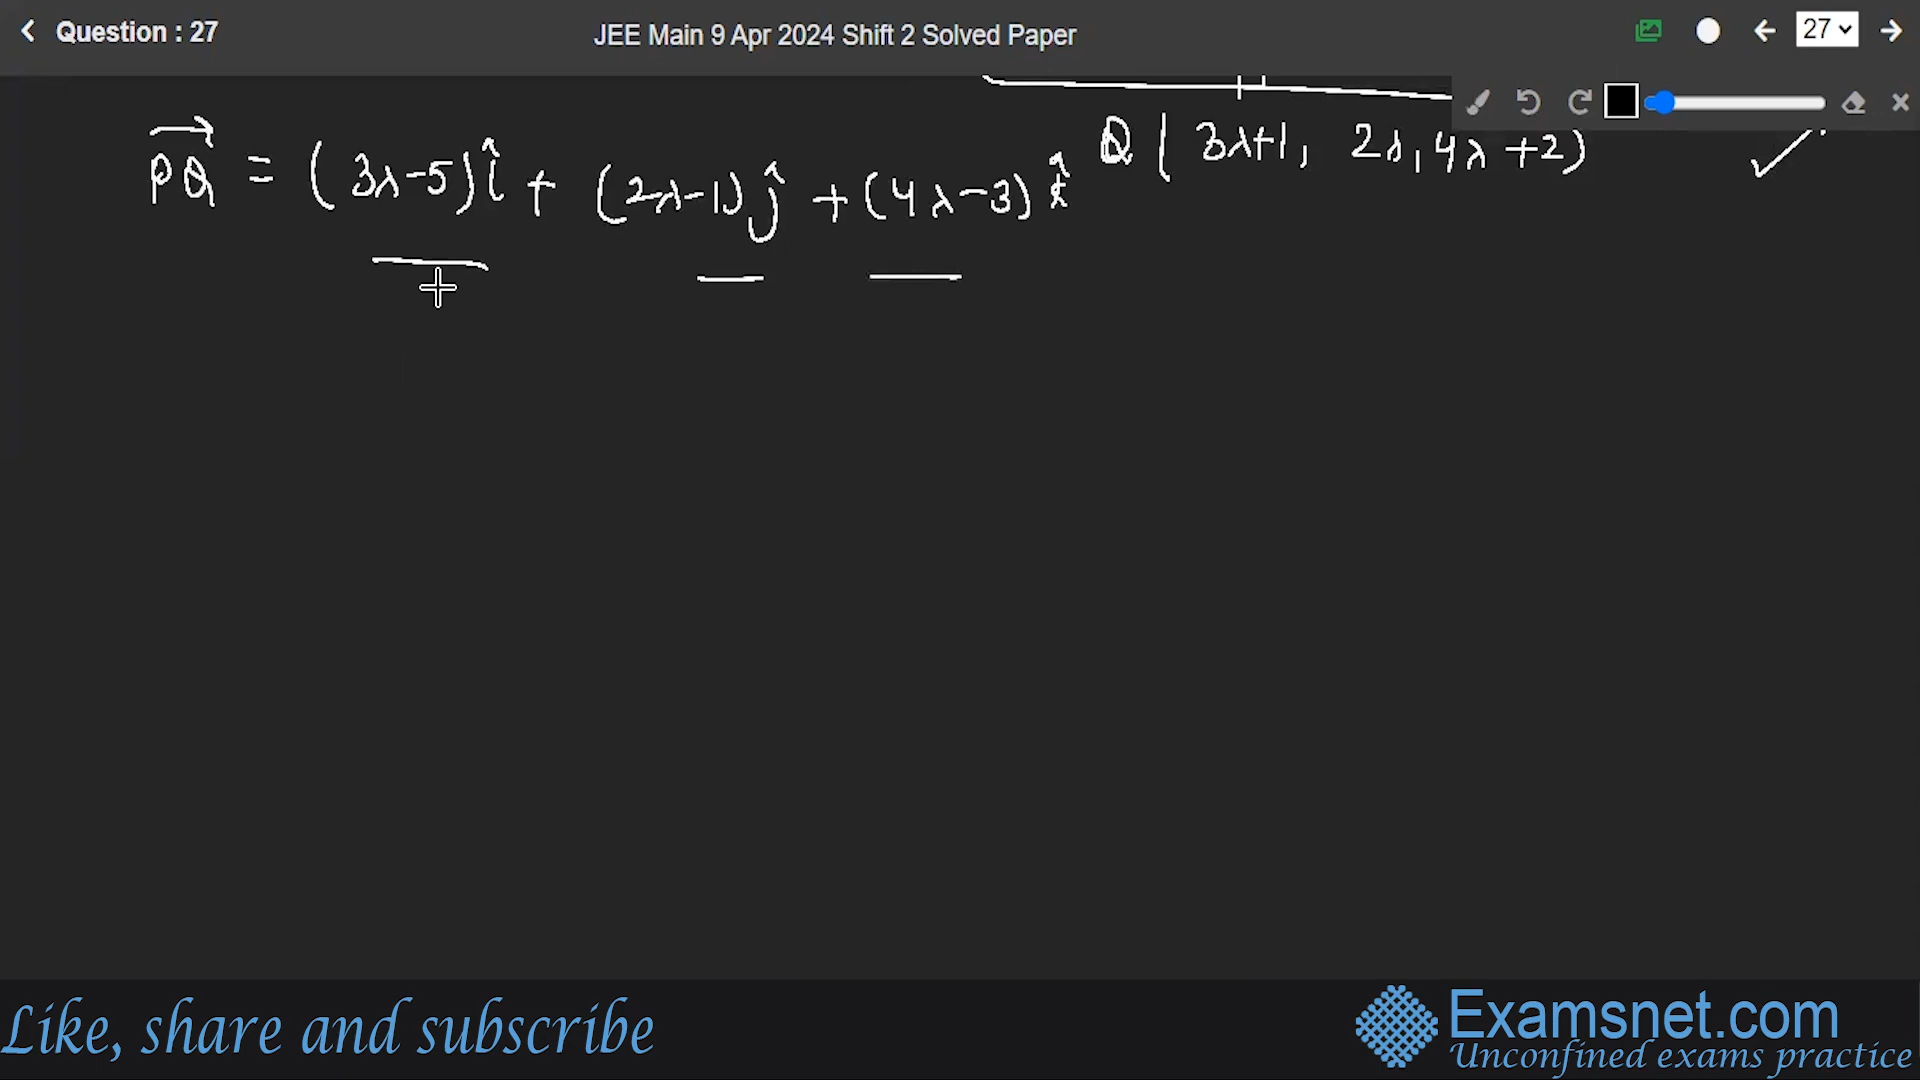 Question : 27
JEE Main 9 Apr 2024 Shift 2 Solved Paper
27
Q ( 3λ+1, 2λ, 4λ+2)
PQ = (3λ-5)î + (2λ-1)ĵ + (4λ-3)k̂
Like, share and subscribe
Examsnet.com
Unconfined exams practice